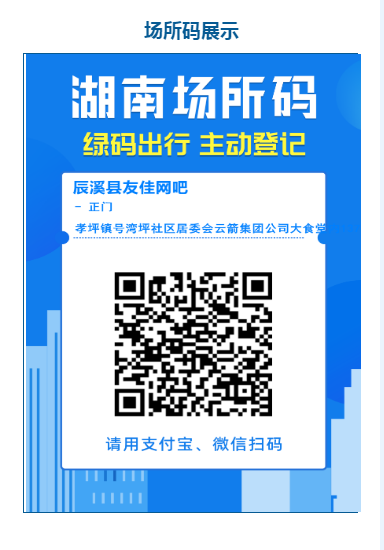 场所码展示
湖南场所码
绿码出行 主动登记
辰溪县友佳网吧
- 正门
孝坪镇号湾坪社区居委会云箭集团公司大食堂
请用支付宝、微信扫码